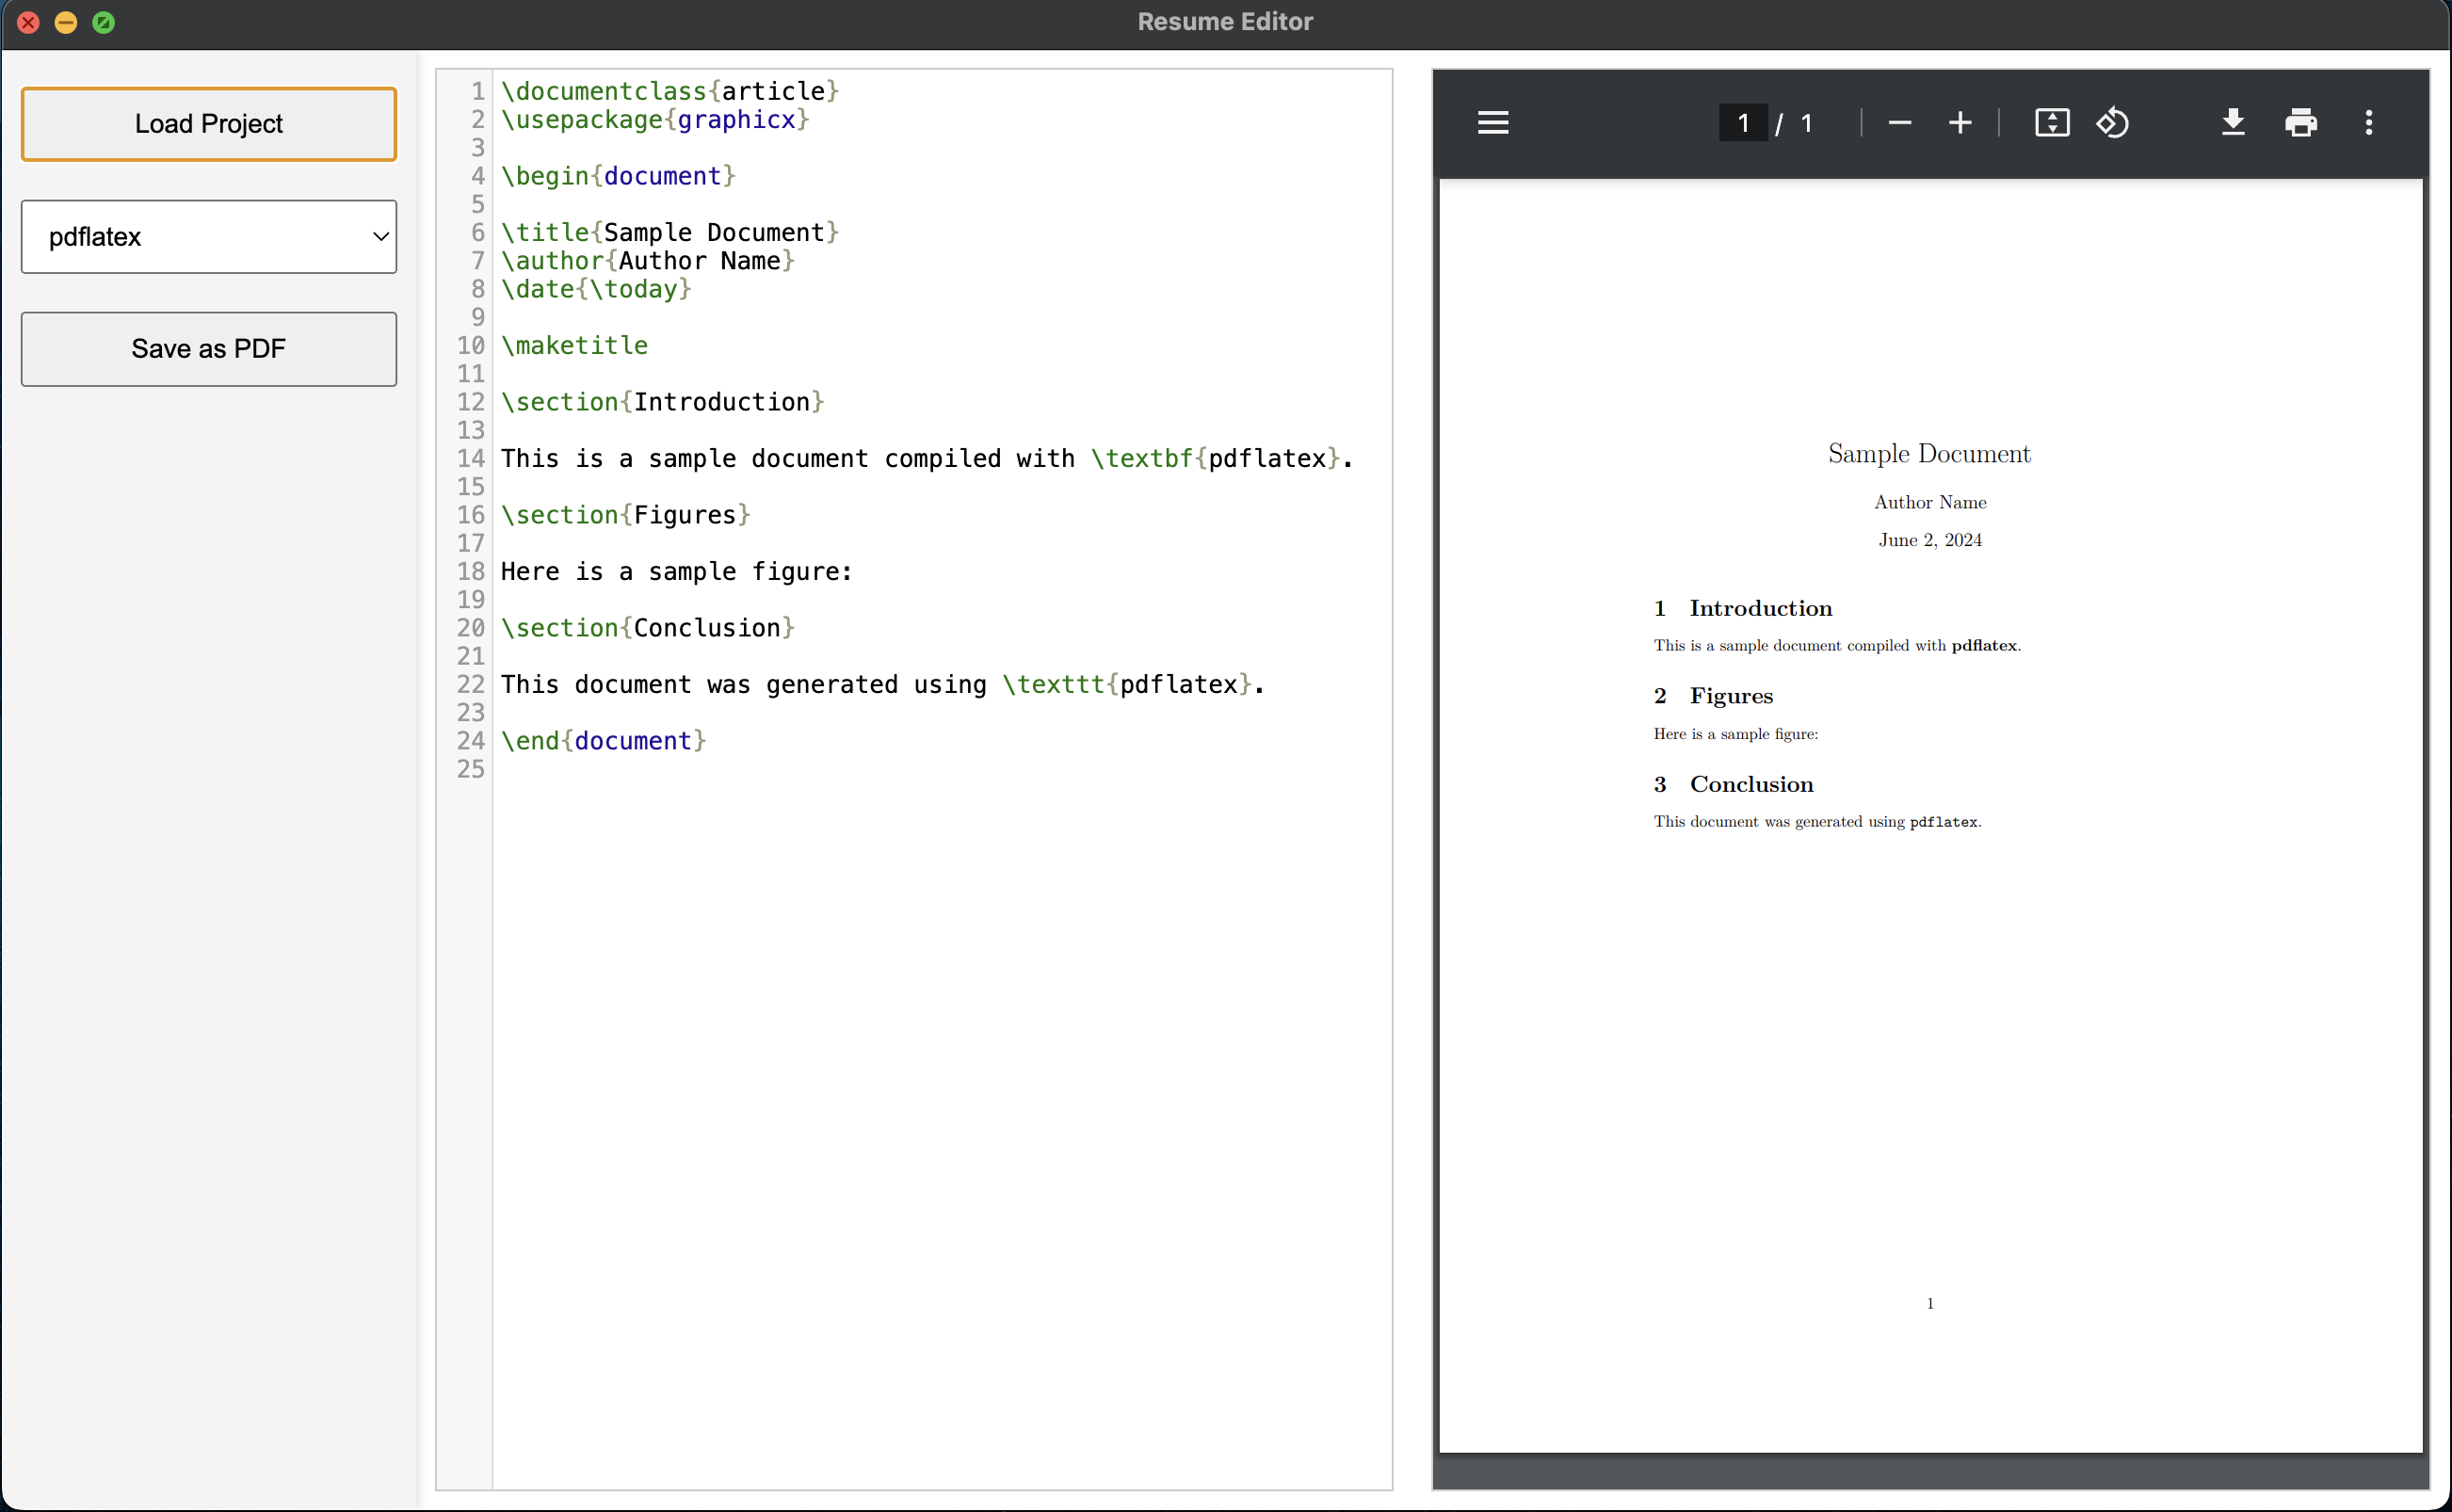 Resume Editor
Load Project
pdflatex
Save as PDF
1 \documentclass{article}
2 \usepackage{graphicx}
3
4 \begin{document}
5
6 \title{Sample Document}
7 \author{Author Name}
8 \date{\today}
9
10 \maketitle
11
12 \section{Introduction}
13
14 This is a sample document compiled with \textbf{pdflatex}.
15
16 \section{Figures}
17
18 Here is a sample figure:
19
20 \section{Conclusion}
21
22 This document was generated using \texttt{pdflatex}.
23
24 \end{document}
25
1 / 1
Sample Document
Author Name
June 2, 2024
1 Introduction
This is a sample document compiled with pdflatex.
2 Figures
Here is a sample figure:
3 Conclusion
This document was generated using pdflatex.
1